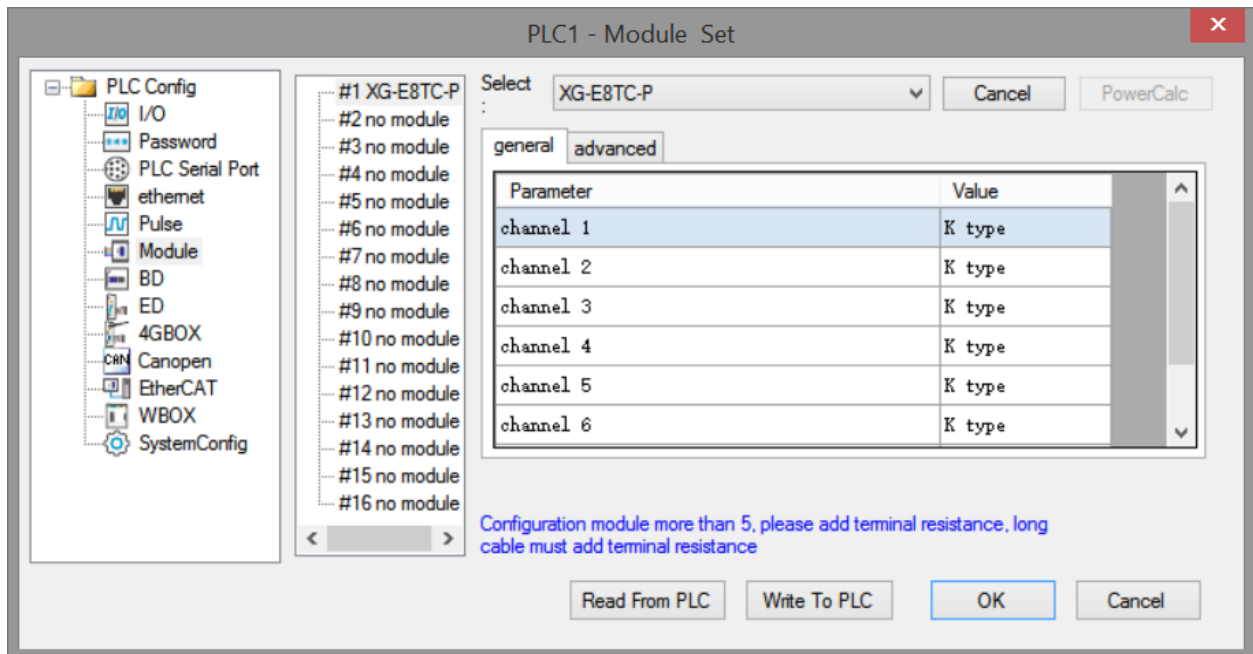 PLC1 - Module Set
PLC Config
I/O
I/O
Password
PLC Serial Port
ethernet
Pulse
Module
BD
ED
4GBOX
CAN
Canopen
EtherCAT
WBOX
SystemConfig
#1 XG-E8TC-P
#2 no module
#3 no module
#4 no module
#5 no module
#6 no module
#7 no module
#8 no module
#9 no module
#10 no module
#11 no module
#12 no module
#13 no module
#14 no module
#15 no module
#16 no module
Select
:
XG-E8TC-P
Cancel
PowerCalc
general advanced
Parameter Value
channel 1 K type
channel 2 K type
channel 3 K type
channel 4 K type
channel 5 K type
channel 6 K type
Configuration module more than 5, please add terminal resistance, long
cable must add terminal resistance
Read From PLC Write To PLC OK Cancel